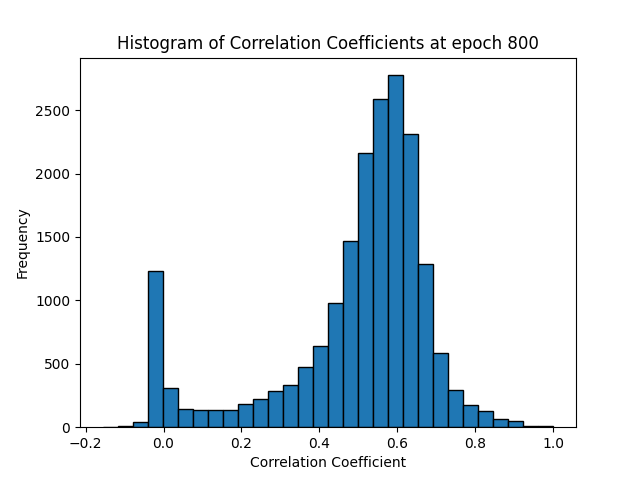 Histogram of Correlation Coefficients at epoch 800
Frequency
2500
2000
1500
1000
500
0
−0.2 0.0 0.2 0.4 0.6 0.8 1.0
Correlation Coefficient